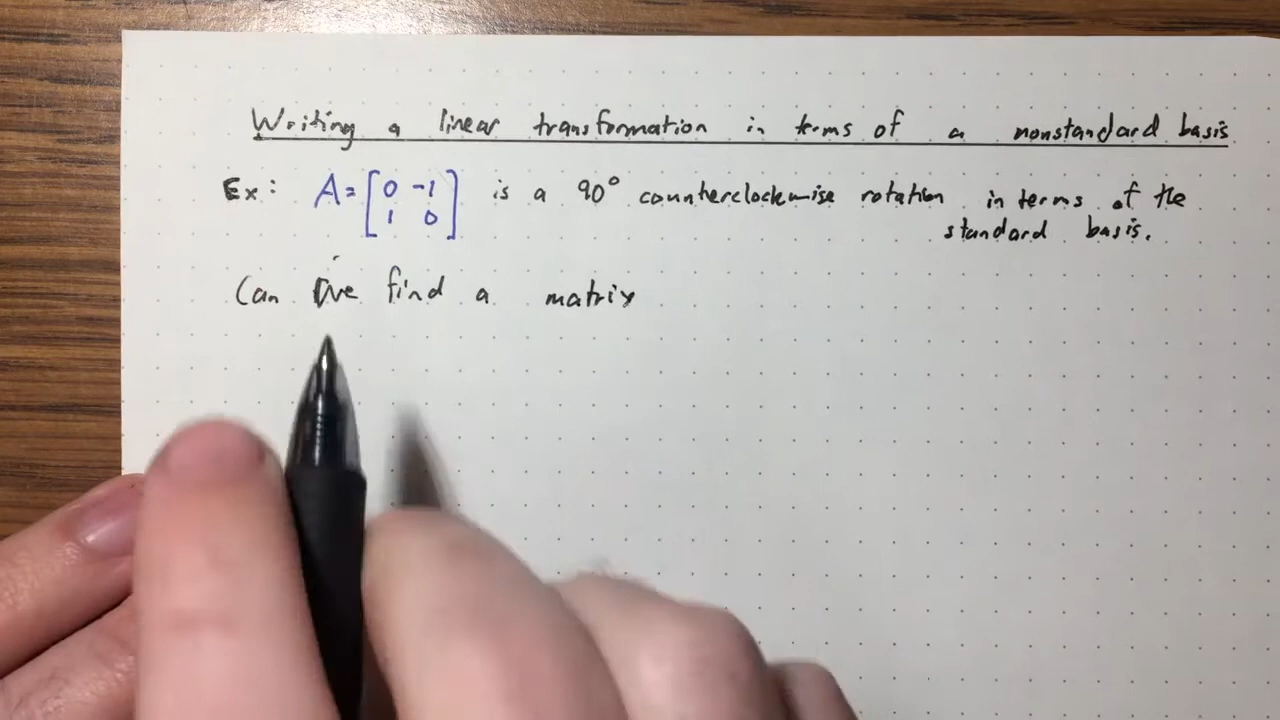 Writing a linear transformation in terms of a nonstandard basis
Ex: A = [0 -1
1 0] is a 90° counterclockwise rotation in terms of the
standard basis.
Can we find a matrix